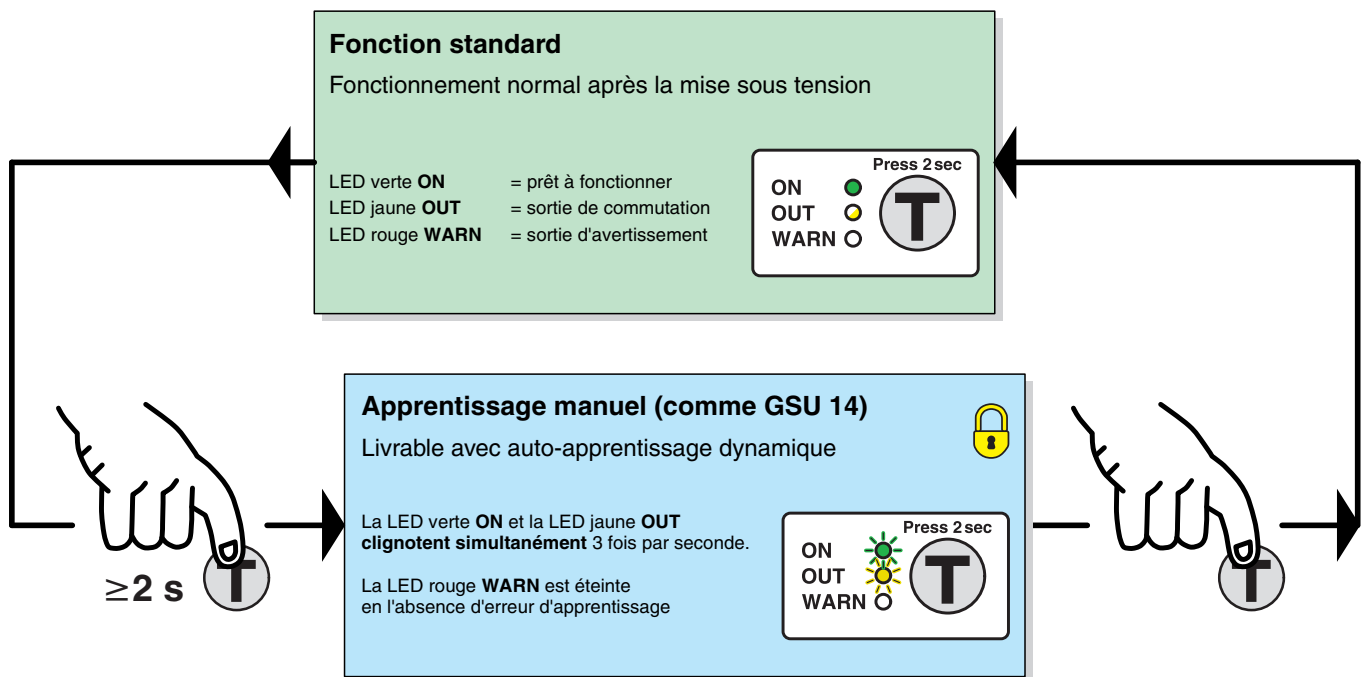 Fonction standard
Fonctionnement normal après la mise sous tension
LED verte ON = prêt à fonctionner
LED jaune OUT = sortie de commutation
LED rouge WARN = sortie d'avertissement
Press 2 sec
ON
OUT
WARN
T
Apprentissage manuel (comme GSU 14)
Livrable avec auto-apprentissage dynamique
La LED verte ON et la LED jaune OUT
clignotent simultanément 3 fois par seconde.
La LED rouge WARN est éteinte
en l'absence d'erreur d'apprentissage
Press 2 sec
ON
OUT
WARN
T
≥2 s
T
T